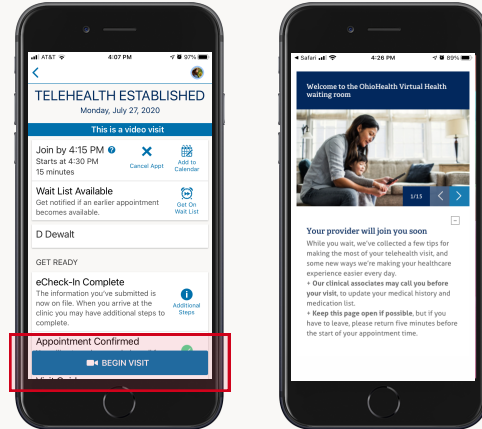 AT&T
4:07 PM
97%
TELEHEALTH ESTABLISHED
Monday, July 27, 2020
This is a video visit
Join by 4:15 PM
Starts at 4:30 PM
15 minutes
Cancel Appt
Add to
Calendar
Wait List Available
Get notified if an earlier appointment
becomes available.
Get On
Wait List
D Dewalt
GET READY
eCheck-In Complete
The information you've submitted is
now on file. When you arrive at the
clinic you may have additional steps to
complete.
Additional
Steps
Appointment Confirmed
BEGIN VISIT
Safari
4:26 PM
89%
Welcome to the OhioHealth Virtual Health
waiting room
1/15
Your provider will join you soon
While you wait, we've collected a few tips for
making the most of your telehealth visit, and
some new ways we're making your healthcare
experience easier every day.
+ Our clinical associates may call you before
your visit, to update your medical history and
medication list.
+ Keep this page open if possible, but if you
have to leave, please return five minutes before
the start of your appointment time.